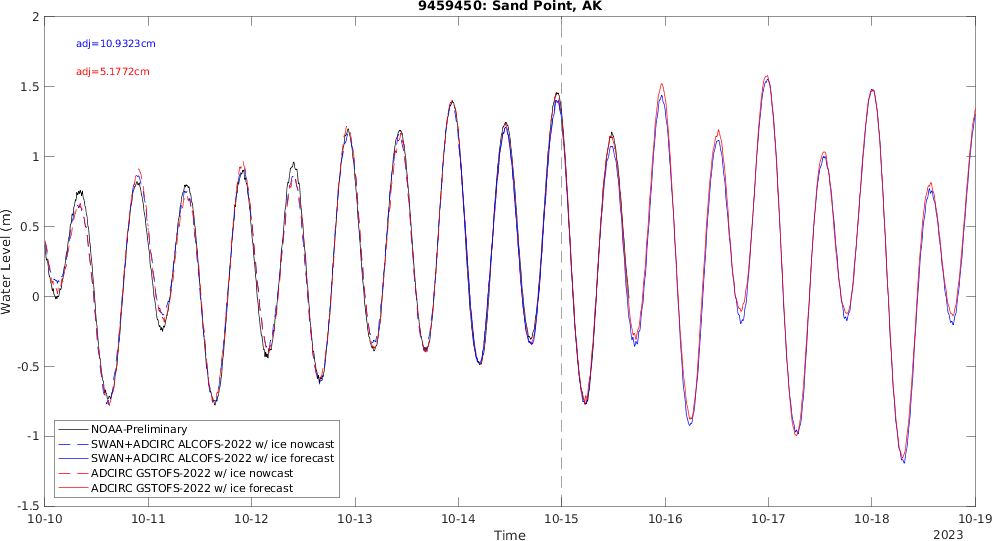 9459450: Sand Point, AK
2
1.5
1
0.5
0
-0.5
-1
-1.5
Water Level (m)
adj=10.9323cm
adj=5.1772cm
NOAA-Preliminary
SWAN+ADCIRC ALCOFS-2022 w/ ice nowcast
SWAN+ADCIRC ALCOFS-2022 w/ ice forecast
ADCIRC GSTOFS-2022 w/ ice nowcast
ADCIRC GSTOFS-2022 w/ ice forecast
10-10 10-11 10-12 10-13 10-14 10-15 10-16 10-17 10-18 10-19
Time
2023